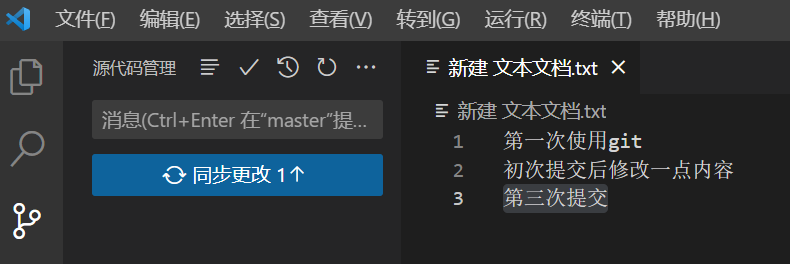 文件(F) 编辑(E) 选择(S) 查看(V) 转到(G) 运行(R) 终端(T) 帮助(H)
源代码管理
消息(Ctrl+Enter 在“master”提...
同步更改 1↑
新建 文本文档.txt
新建 文本文档.txt
1 第一次使用git
2 初次提交后修改一点内容
3 第三次提交